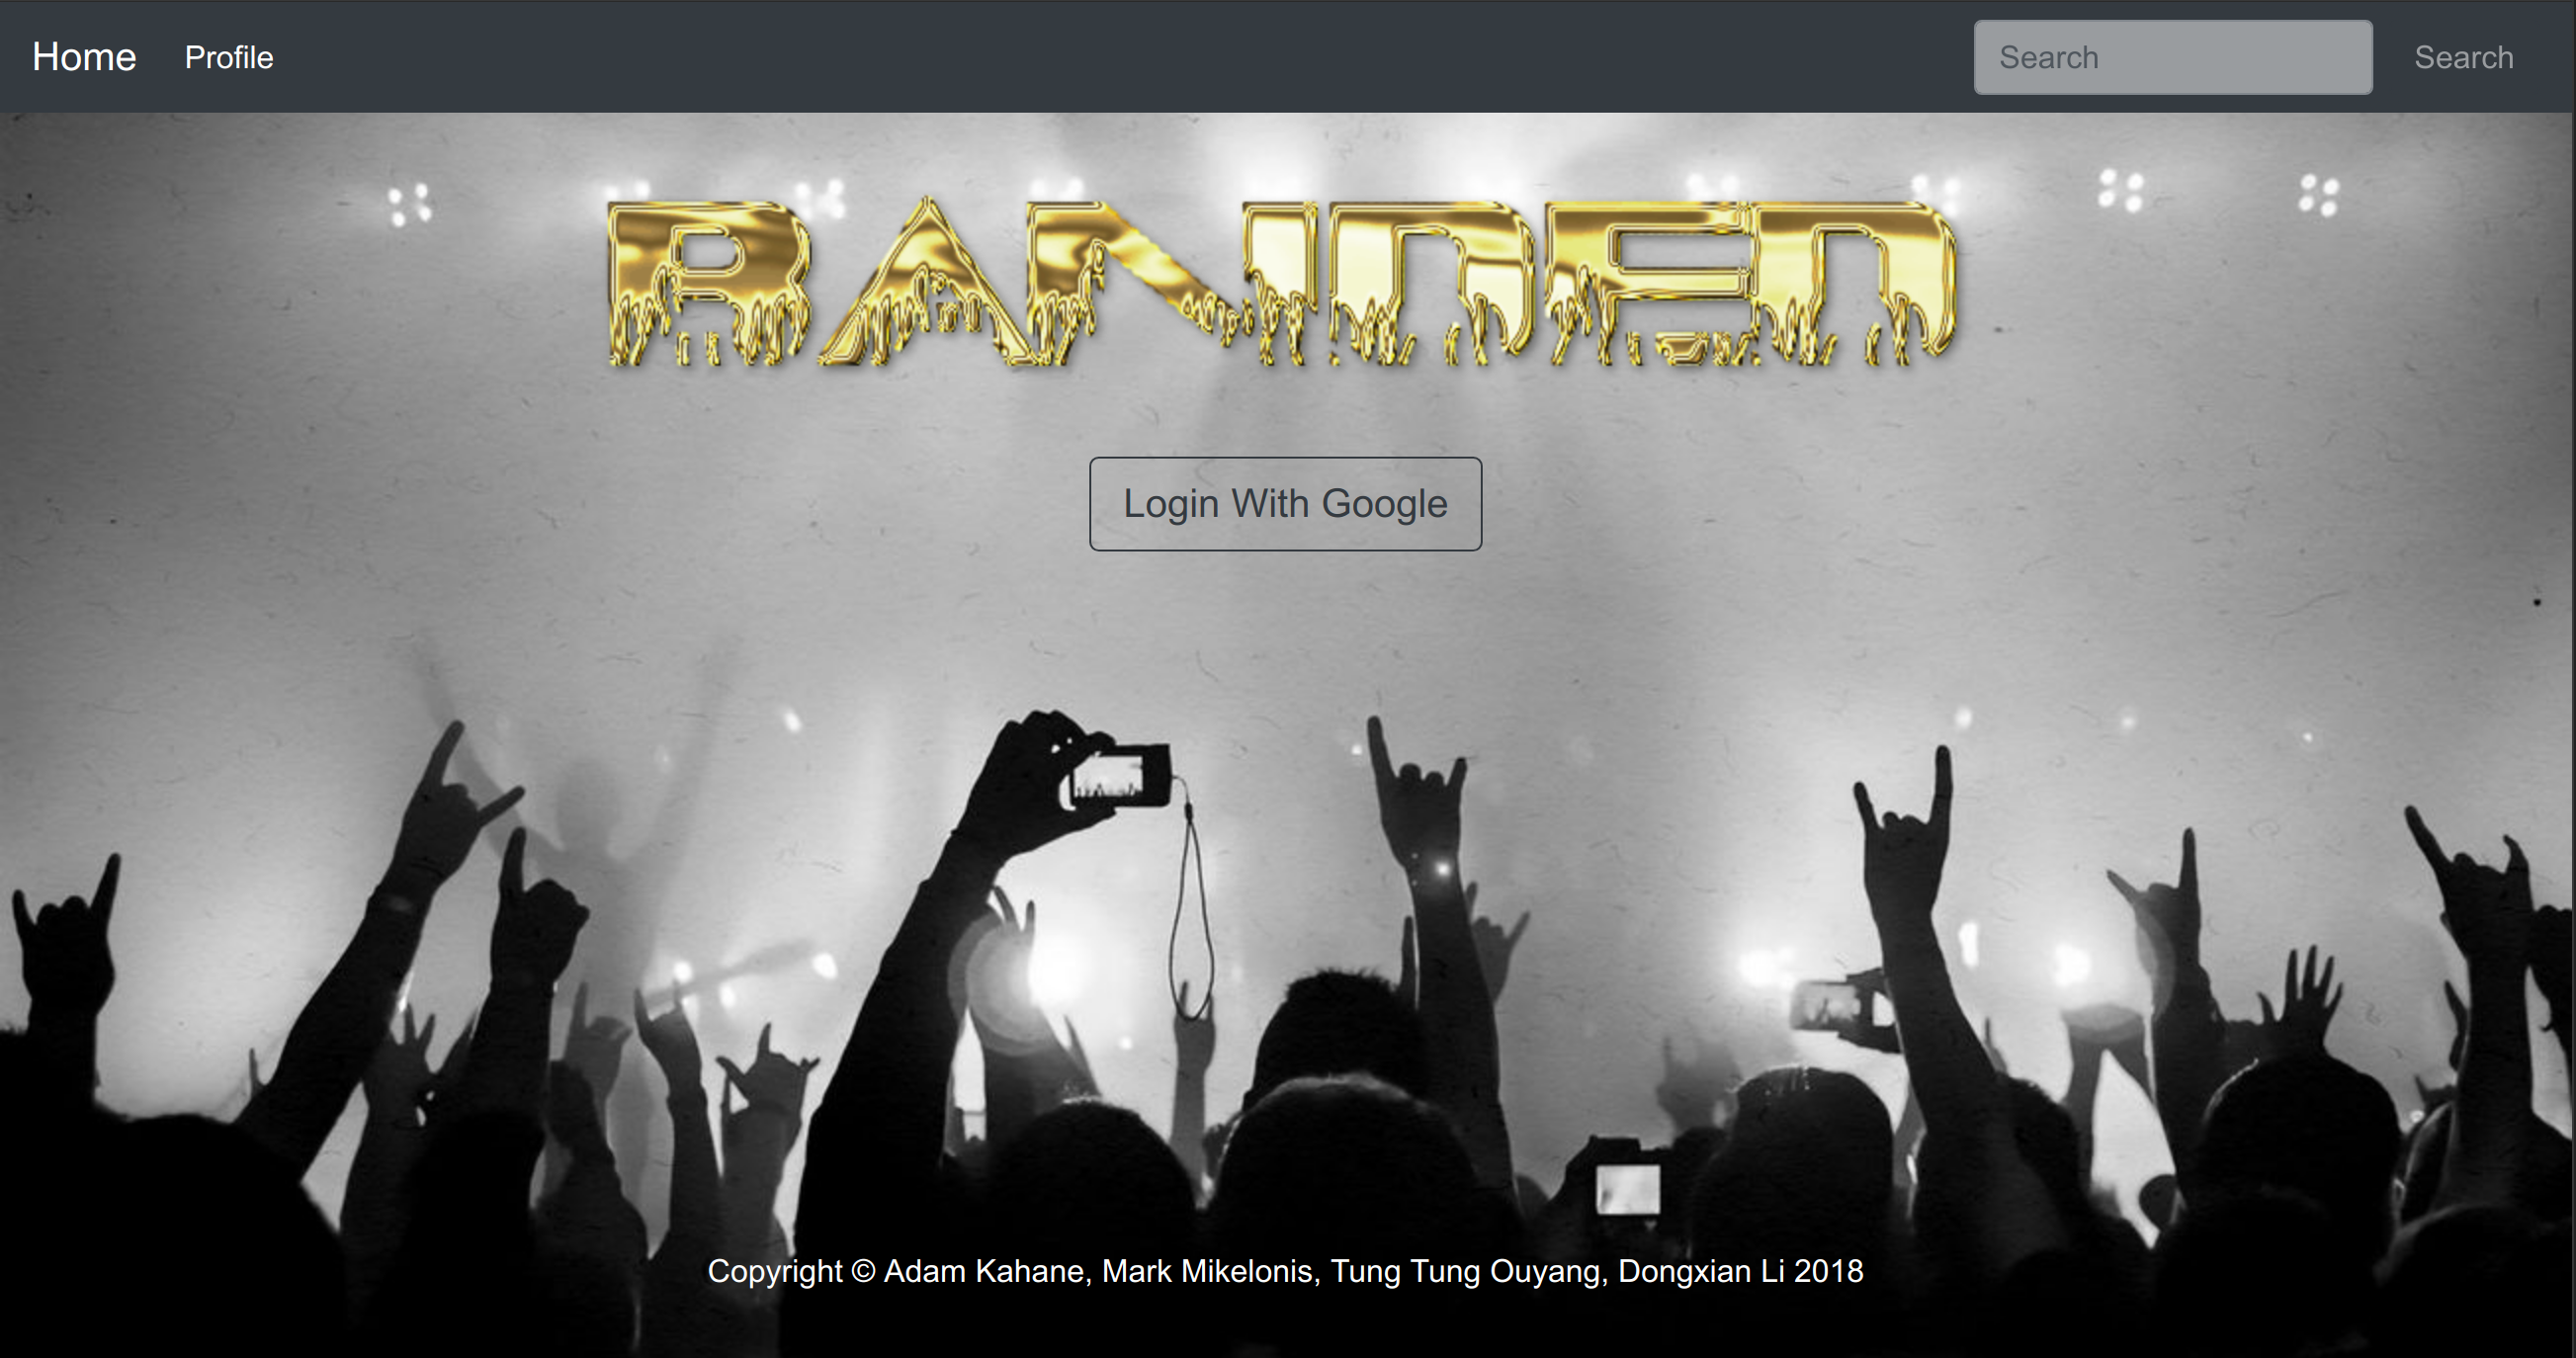 Home Profile Search Search
BANDED
Login With Google
Copyright © Adam Kahane, Mark Mikelonis, Tung Tung Ouyang, Dongxian Li 2018